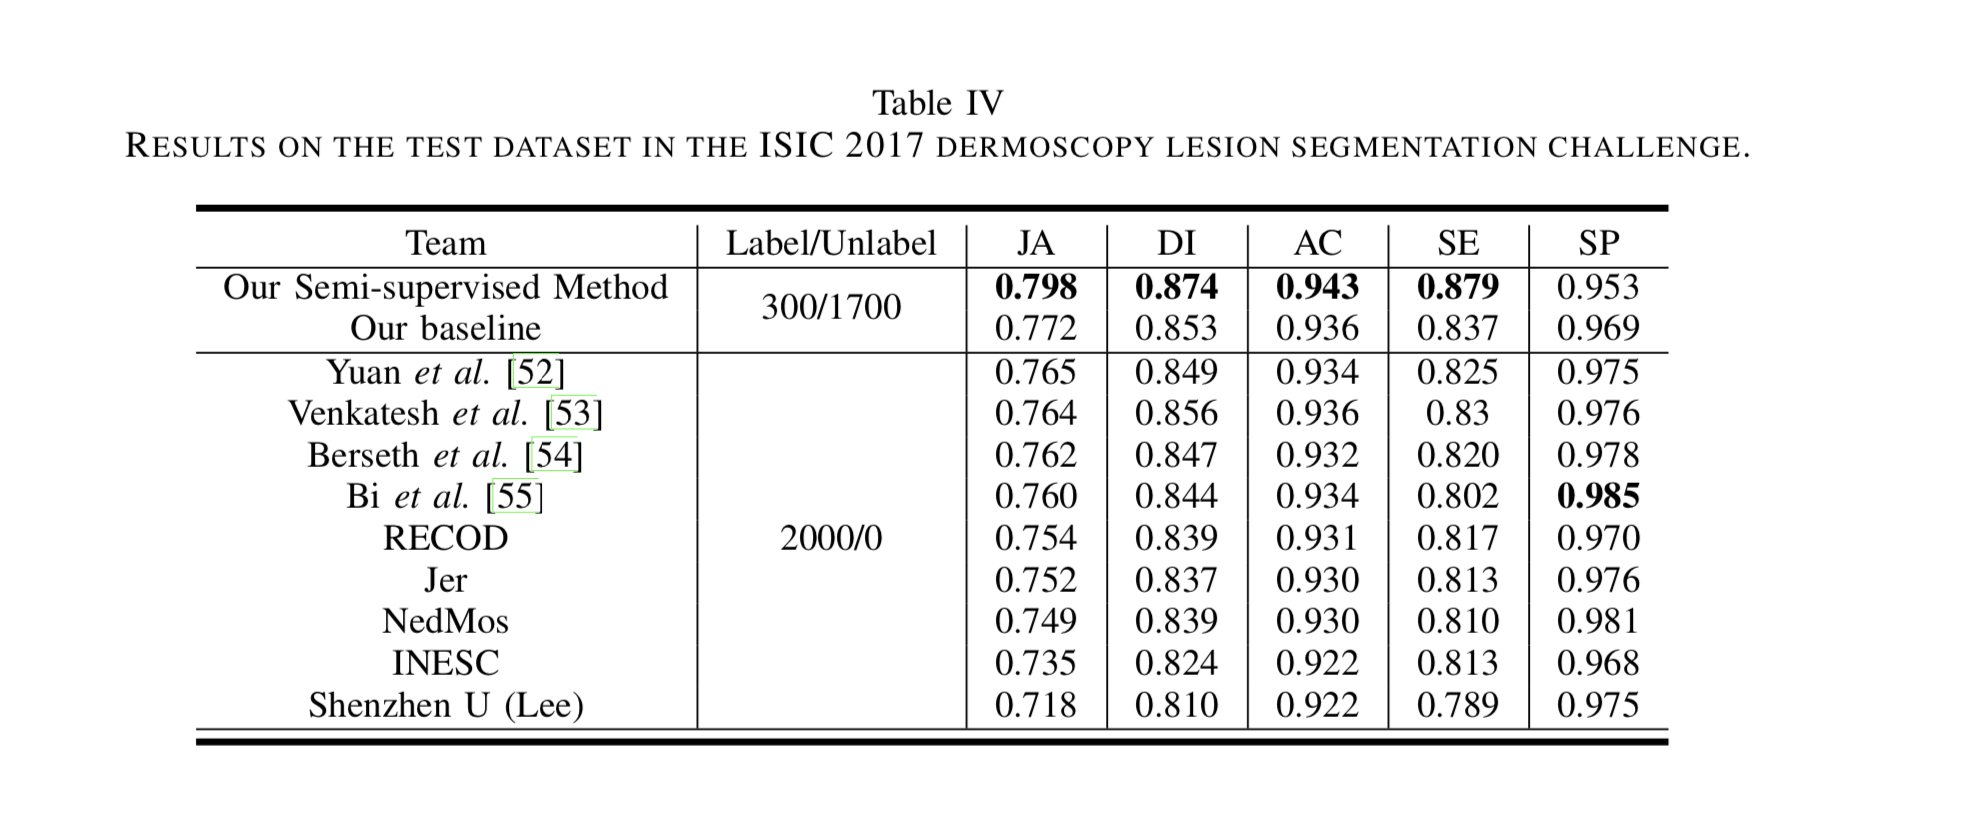 Table IV
RESULTS ON THE TEST DATASET IN THE ISIC 2017 DERMOSCOPY LESION SEGMENTATION CHALLENGE.
Team Label/Unlabel JA DI AC SE SP
Our Semi-supervised Method 300/1700 0.798 0.874 0.943 0.879 0.953
Our baseline 0.772 0.853 0.936 0.837 0.969
Yuan et al. [52] 0.765 0.849 0.934 0.825 0.975
Venkatesh et al. [53] 0.764 0.856 0.936 0.83 0.976
Berseth et al. [54] 0.762 0.847 0.932 0.820 0.978
Bi et al. [55] 0.760 0.844 0.934 0.802 0.985
RECOD 2000/0 0.754 0.839 0.931 0.817 0.970
Jer 0.752 0.837 0.930 0.813 0.976
NedMos 0.749 0.839 0.930 0.810 0.981
INESC 0.735 0.824 0.922 0.813 0.968
Shenzhen U (Lee) 0.718 0.810 0.922 0.789 0.975